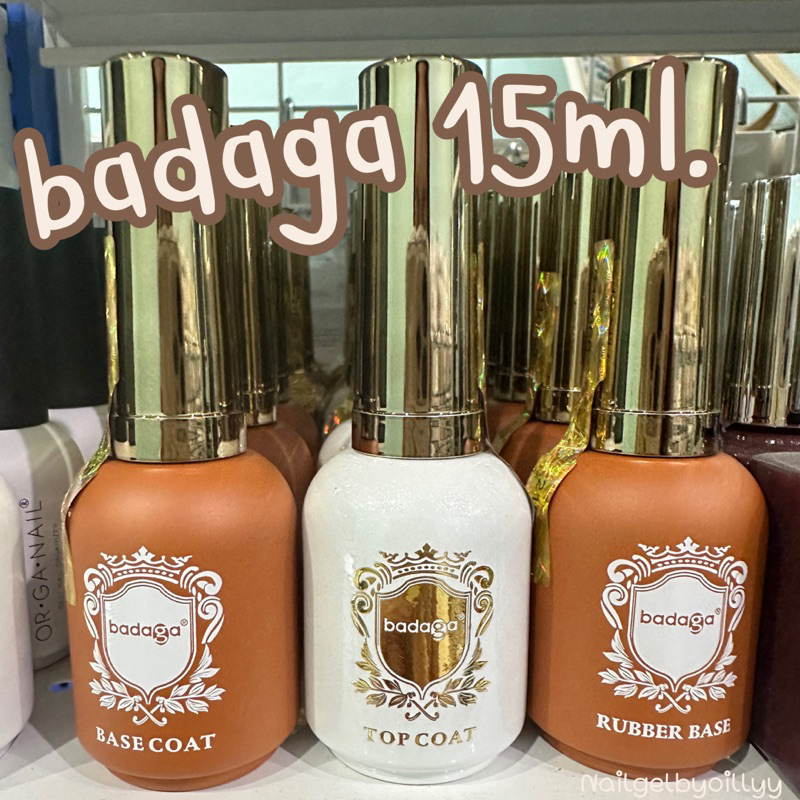 badaga 15ml.
OR•GA•NAIL®
badaga®
BASE COAT
badaga®
TOP COAT
badaga®
RUBBER BASE
Nailgelbyoillyy